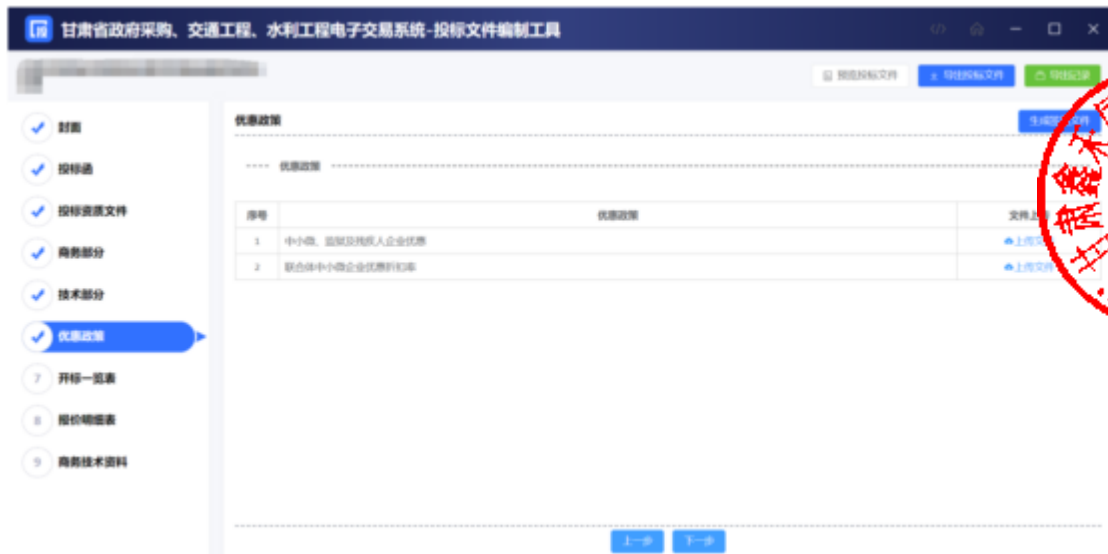 甘肃省政府采购、交通工程、水利工程电子交易系统-投标文件编制工具
预览投标文件 导出投标文件 导出记录
封面
投标函
投标资质文件
商务部分
技术部分
优惠政策
7 开标一览表
8 报价明细表
9 商务技术资料
优惠政策
优惠政策
序号 优惠政策 文件上
1 中小微、监狱及残疾人企业优惠 上传文
2 联合体中小微企业优惠折扣率 上传文件
上一步 下一步
甘肃鑫禾